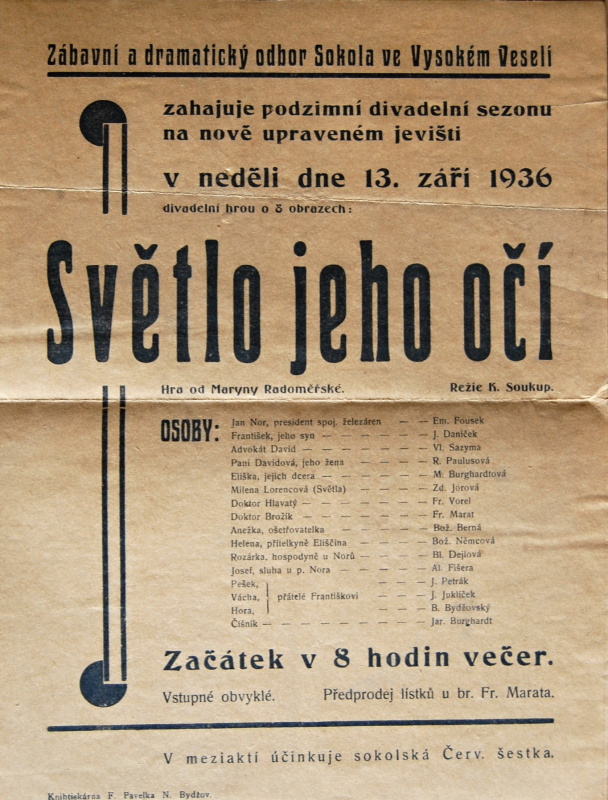 Zábavní a dramatický odbor Sokola ve Vysokém Veselí
zahajuje podzimní divadelní sezonu
na nově upraveném jevišti
v neděli dne 13. září 1936
divadelní hrou o 8 obrazech:
Světlo jeho očí
Hra od Maryny Radoměřské. Režie K. Soukup.
OSOBY:
Jan Nor, president spoj. železáren — — Em. Fousek
František, jeho syn — — — — — — J. Daníček
Advokát David — — — — — — — Vl. Sazyma
Paní Davidová, jeho žena — — — — R. Paulusová
Eliška, jejich dcera — — — — — — M. Burghardtová
Milena Lorencová (Světla) — — — — Zd. Jorová
Doktor Hlavatý — — — — — — — Fr. Vorel
Doktor Brožík — — — — — — — Fr. Marat
Anežka, ošetřovatelka — — — — — Bož. Berná
Helena, přítelkyně Eliščina — — — — Bož. Němcová
Rozárka, hospodyně u Norů — — — — Bl. Dejlová
Josef, sluha u p. Nora — — — — — Al. Fišera
Pešek, — — — J. Petrák
Vácha, přátelé Františkovi — — — J. Juklíček
Hora, — — — B. Bydžovský
Číšník — — — — — — — — Jar. Burghardt
Začátek v 8 hodin večer.
Vstupné obvyklé. Předprodej lístků u br. Fr. Marata.
V meziaktí účinkuje sokolská Červ. šestka.
Knihtiskárna F. Pavelka N. Bydžov.